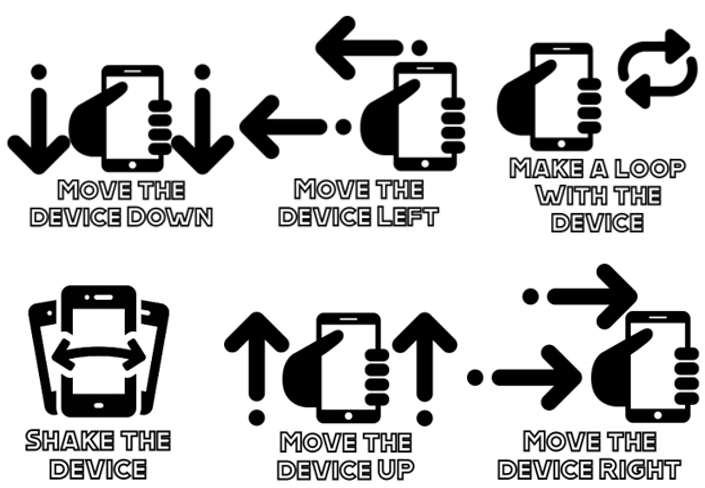 Move the
device Down
Move the
device Left
Make a loop
with the
device
Shake the
device
Move the
device up
Move the
device Right